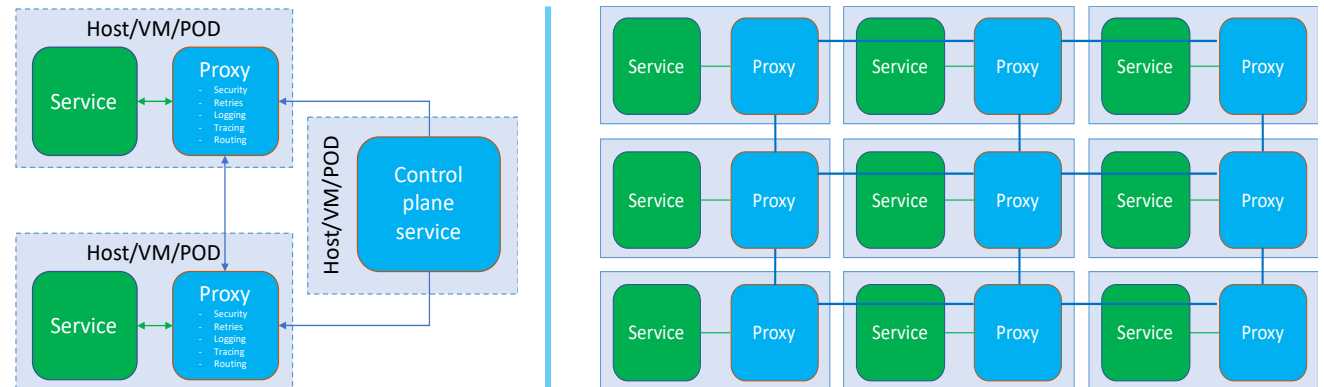 Host/VM/POD
Service
Proxy
- Security
- Retries
- Logging
- Tracing
- Routing
Host/VM/POD
Control
plane
service
Host/VM/POD
Service
Proxy
- Security
- Retries
- Logging
- Tracing
- Routing
Service
Proxy
Service
Proxy
Service
Proxy
Service
Proxy
Service
Proxy
Service
Proxy
Service
Proxy
Service
Proxy
Service
Proxy